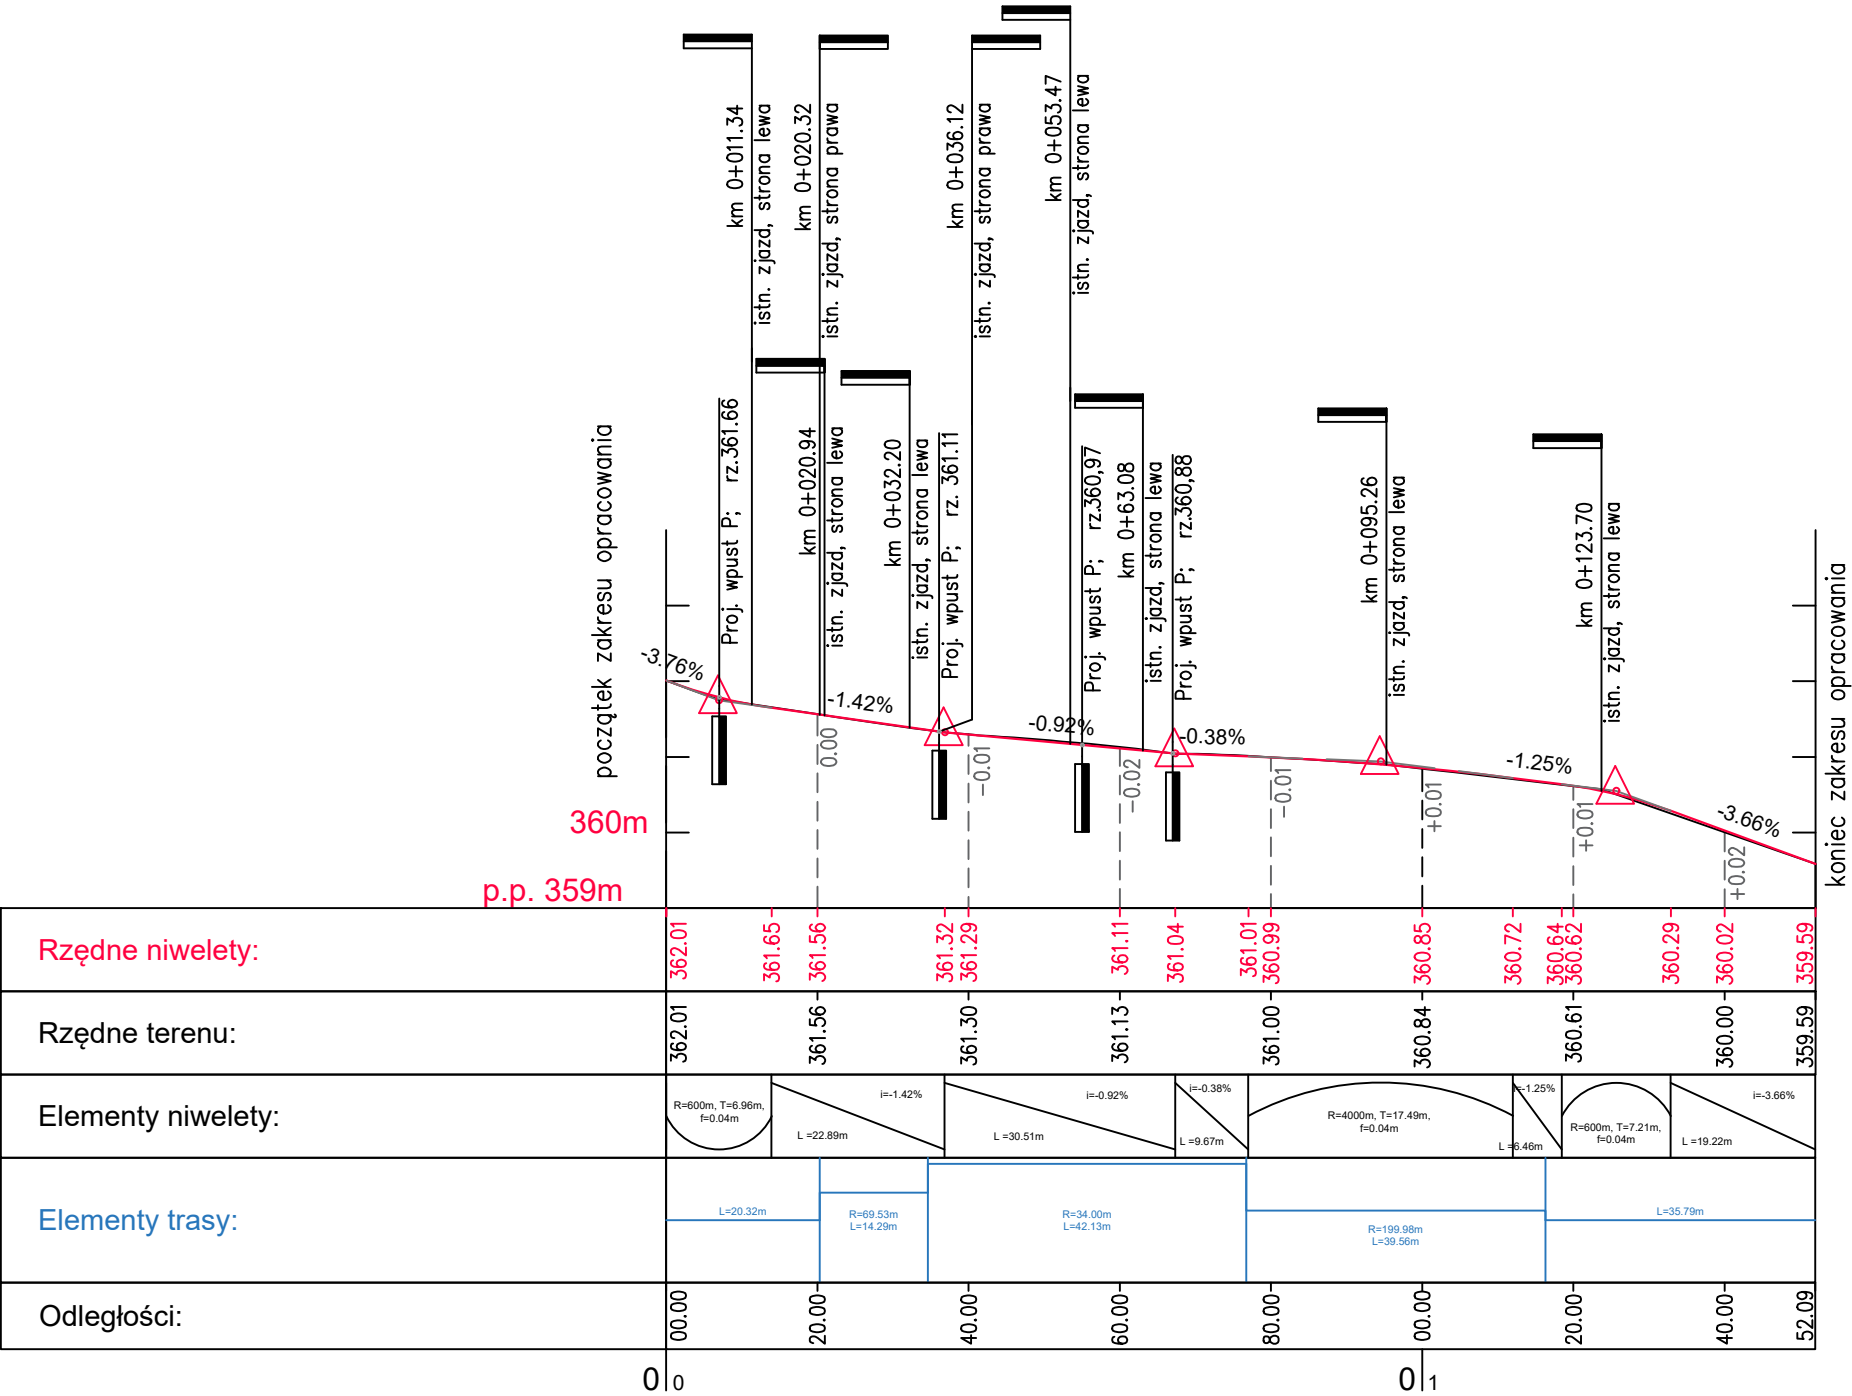 km 0+011.34
istn. zjazd, strona lewa
km 0+020.32
istn. zjazd, strona prawa
km 0+036.12
istn. zjazd, strona prawa
km 0+053.47
istn. zjazd, strona lewa
początek zakresu opracowania
Proj. wpust P; rz.361.66
km 0+020.94
istn. zjazd, strona lewa
km 0+032.20
istn. zjazd, strona lewa
Proj. wpust P; rz. 361.11
Proj. wpust P; rz.360,97
km 0+63.08
istn. zjazd, strona lewa
Proj. wpust P; rz.360,88
km 0+095.26
istn. zjazd, strona lewa
km 0+123.70
istn. zjazd, strona lewa
koniec zakresu opracowania
-3.76%
-1.42%
-0.92%
-0.38%
-1.25%
-3.66%
0.00
-0.01
-0.02
-0.01
+0.01
+0.01
+0.02
360m
p.p. 359m
Rzędne niwelety:
362.01 361.65 361.56 361.32 361.29 361.11 361.04 361.01 360.99 360.85 360.72 360.64 360.62 360.29 360.02 359.59
Rzędne terenu:
362.01 361.56 361.30 361.13 361.00 360.84 360.61 360.00 359.59
Elementy niwelety:
R=600m, T=6.96m,
f=0.04m
i=-1.42%
L =22.89m
i=-0.92%
L =30.51m
i=-0.38%
L =9.67m
R=4000m, T=17.49m,
f=0.04m
i=-1.25%
L =6.46m
R=600m, T=7.21m,
f=0.04m
i=-3.66%
L =19.22m
Elementy trasy:
L=20.32m
R=69.53m
L=14.29m
R=34.00m
L=42.13m
R=199.98m
L=39.56m
L=35.79m
Odległości:
00.00 20.00 40.00 60.00 80.00 00.00 20.00 40.00 52.09
0 0
0 1